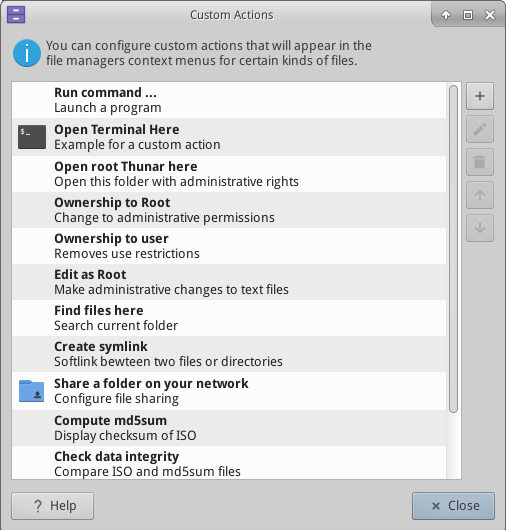 Custom Actions
You can configure custom actions that will appear in the
file managers context menus for certain kinds of files.
Run command ...
Launch a program
$_
Open Terminal Here
Example for a custom action
Open root Thunar here
Open this folder with administrative rights
Ownership to Root
Change to administrative permissions
Ownership to user
Removes use restrictions
Edit as Root
Make administrative changes to text files
Find files here
Search current folder
Create symlink
Softlink bewteen two files or directories
Share a folder on your network
Configure file sharing
Compute md5sum
Display checksum of ISO
Check data integrity
Compare ISO and md5sum files
? Help
× Close